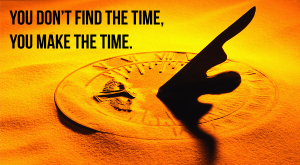 YOU DON'T FIND THE TIME,
YOU MAKE THE TIME.